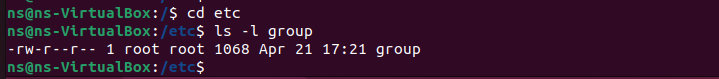 ns@ns-VirtualBox:/$ cd etc
ns@ns-VirtualBox:/etc$ ls -l group
-rw-r--r-- 1 root root 1068 Apr 21 17:21 group
ns@ns-VirtualBox:/etc$